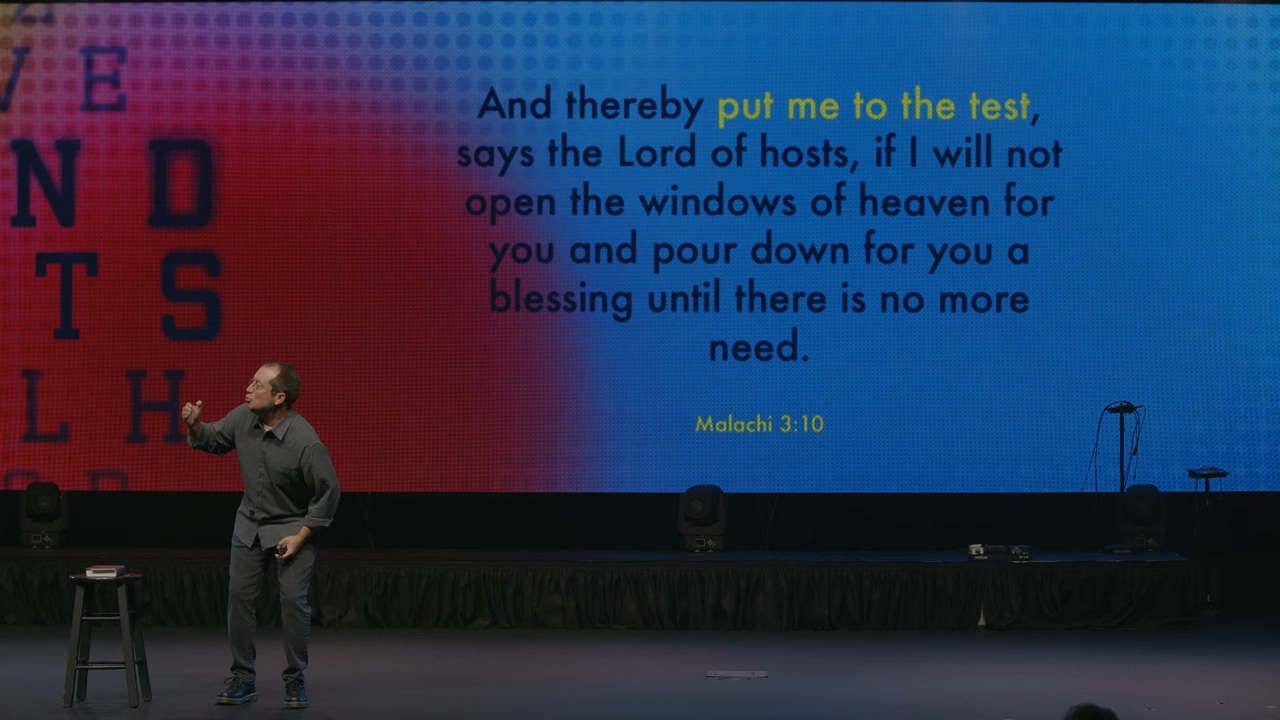 V E
N D
T S
L H
And thereby put me to the test,
says the Lord of hosts, if I will not
open the windows of heaven for
you and pour down for you a
blessing until there is no more
need.
Malachi 3:10